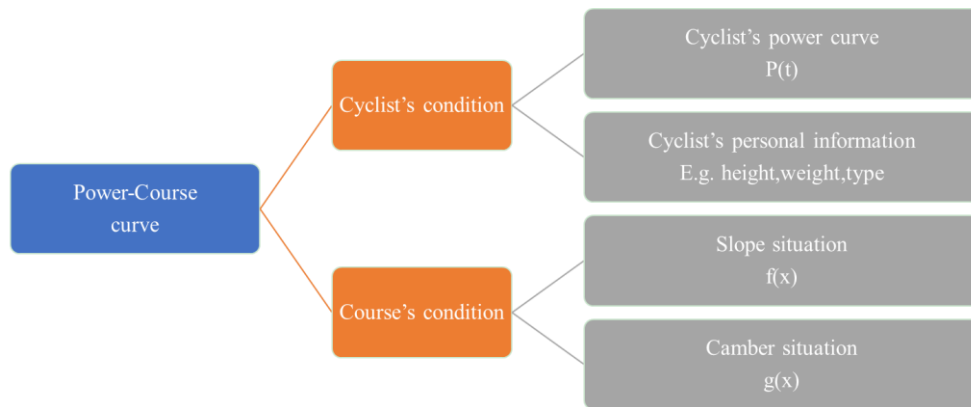 Power-Course
curve
Cyclist's condition
Course's condition
Cyclist's power curve
P(t)
Cyclist's personal information
E.g. height,weight,type
Slope situation
f(x)
Camber situation
g(x)